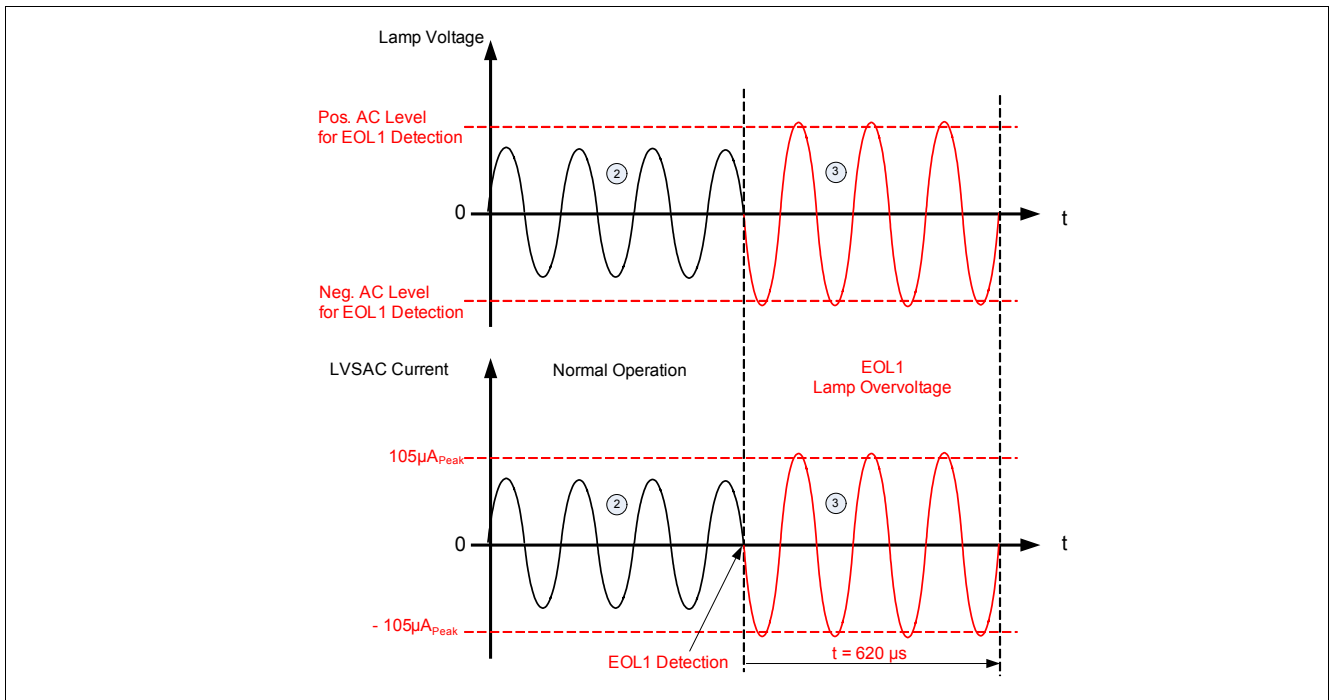 Lamp Voltage
Pos. AC Level
for EOL1 Detection
2
3
0
t
Neg. AC Level
for EOL1 Detection
LVSAC Current
Normal Operation
EOL1
Lamp Overvoltage
105µAPeak
2
3
0
t
- 105µAPeak
EOL1 Detection
t = 620 µs